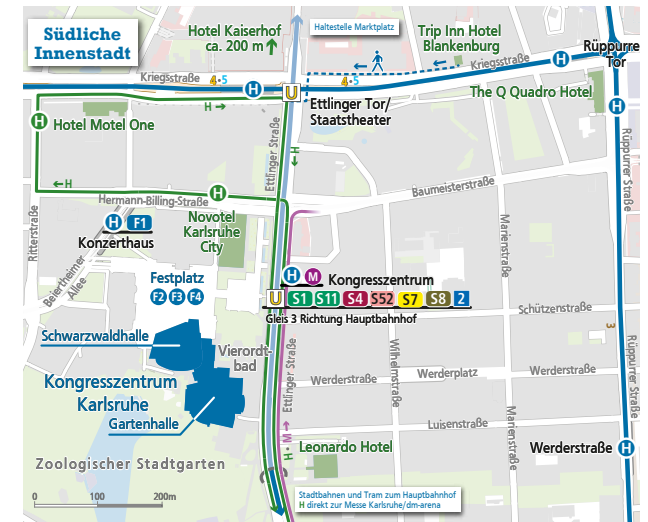 Südliche
Innenstadt
Hotel Kaiserhof
ca. 200 m
Haltestelle Marktplatz
Trip Inn Hotel
Blankenburg
Rüppurrer
Tor
Kriegsstraße
4•5
H
U
4•5
Kriegsstraße
H
H
The Q Quadro Hotel
Ettlinger Tor/
Staatstheater
H
Hotel Motel One
H
H
Ettlinger Straße
H
Rüppurrer Straße
H
Hermann-Billing-Straße
H
Baumeisterstraße
Ritterstraße
H F1
Konzerthaus
Novotel
Karlsruhe
City
Marienstraße
Beiertheimer
Allee
Festplatz
F2 F3 F4
H M Kongresszentrum
U S1 S11 S4 S52 S7 S8 2
Gleis 3 Richtung Hauptbahnhof
Schützenstraße
3
Schwarzwaldhalle
Vierordt-
bad
Ettlinger Straße
Wilhelmstraße
Rüppurrer Straße
Kongresszentrum
Karlsruhe
Werderstraße
Werderplatz
Werderstraße
Gartenhalle
H • M
Luisenstraße
Marienstraße
Leonardo Hotel
Werderstraße H
Zoologischer Stadtgarten
0 100 200m
Stadtbahnen und Tram zum Hauptbahnhof
H direkt zur Messe Karlsruhe/dm-arena